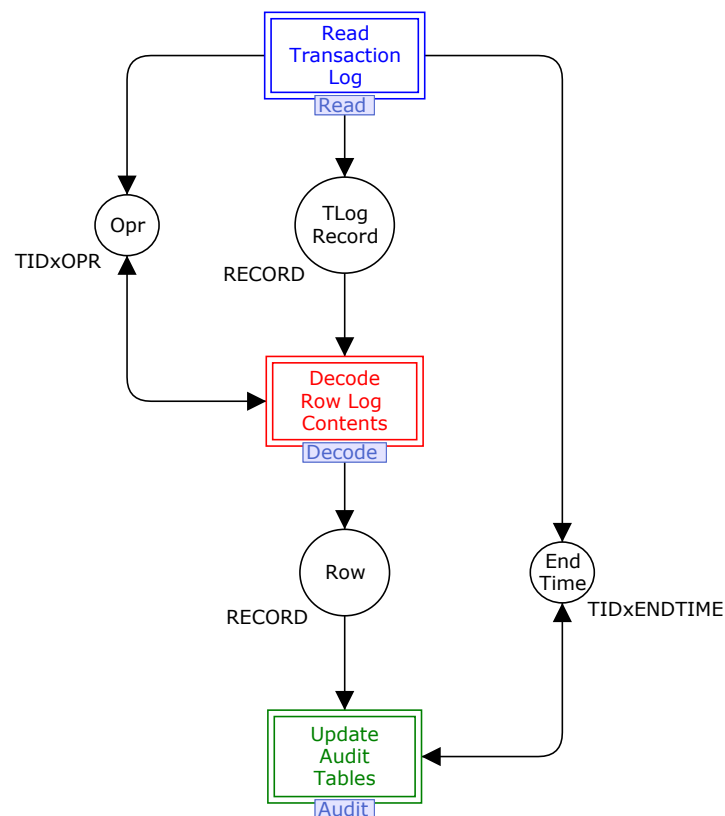 Read
Transaction
Log
Read
Opr
TIDxOPR
TLog
Record
RECORD
Decode
Row Log
Contents
Decode
Row
RECORD
End
Time
TIDxENDTIME
Update
Audit
Tables
Audit